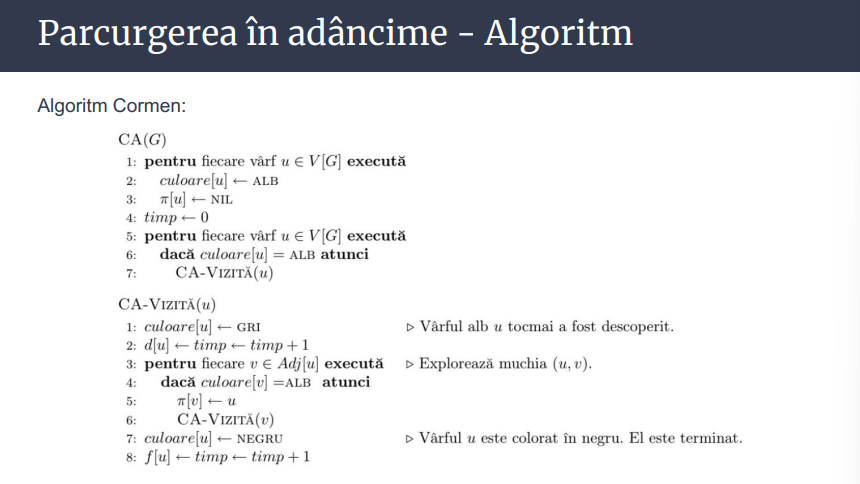 Parcurgerea în adâncime - Algoritm
Algoritm Cormen:
CA(G)
1: pentru fiecare vârf u ∈ V[G] execută
2: culoare[u] ← ALB
3: π[u] ← NIL
4: timp ← 0
5: pentru fiecare vârf u ∈ V[G] execută
6: dacă culoare[u] = ALB atunci
7: CA-VIZITĂ(u)
CA-VIZITĂ(u)
1: culoare[u] ← GRI ▷ Vârful alb u tocmai a fost descoperit.
2: d[u] ← timp ← timp + 1
3: pentru fiecare v ∈ Adj[u] execută ▷ Explorează muchia (u, v).
4: dacă culoare[v] =ALB atunci
5: π[v] ← u
6: CA-VIZITĂ(v)
7: culoare[u] ← NEGRU ▷ Vârful u este colorat în negru. El este terminat.
8: f[u] ← timp ← timp + 1